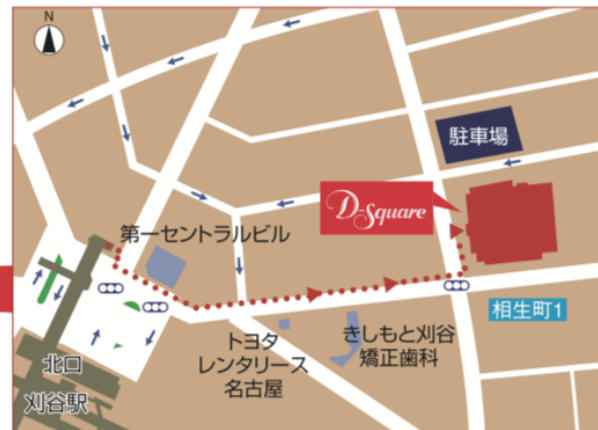 N
駐車場
D-Square
第一セントラルビル
相生町1
トヨタ
レンタリース
名古屋
きしもと刈谷
矯正歯科
北口
刈谷駅